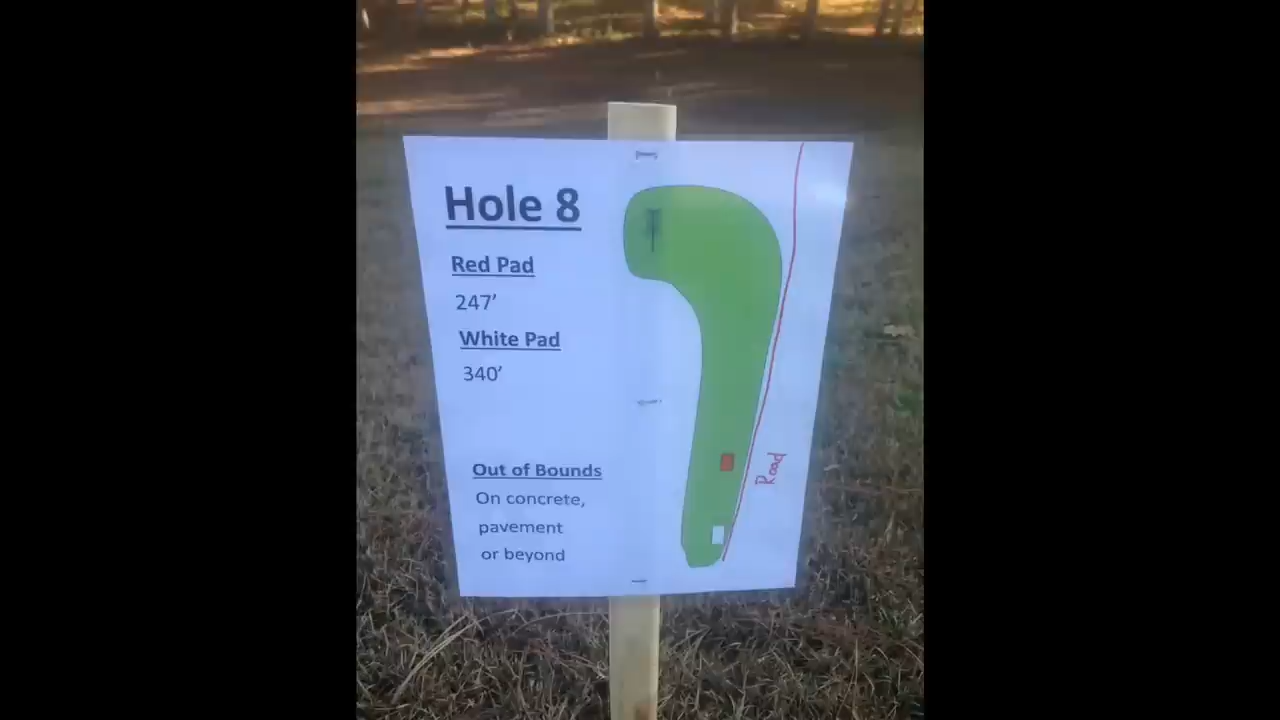 Hole 8
Red Pad
247’
White Pad
340’
Out of Bounds
On concrete,
pavement
or beyond
Road